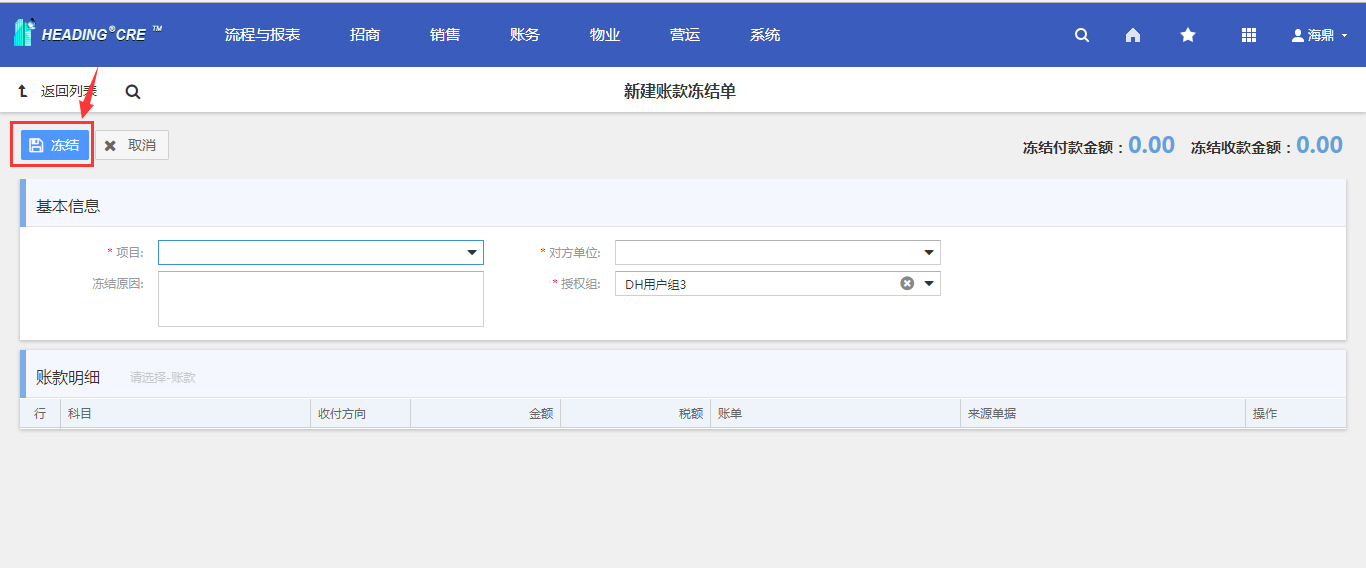 HEADING®CRE ™ 流程与报表 招商 销售 账务 物业 营运 系统 海鼎
返回列表 新建账款冻结单
冻结 取消 冻结付款金额：0.00 冻结收款金额：0.00
基本信息
* 项目: * 对方单位:
冻结原因: * 授权组: DH用户组3
账款明细 请选择-账款
行 科目 收付方向 金额 税额 账单 来源单据 操作